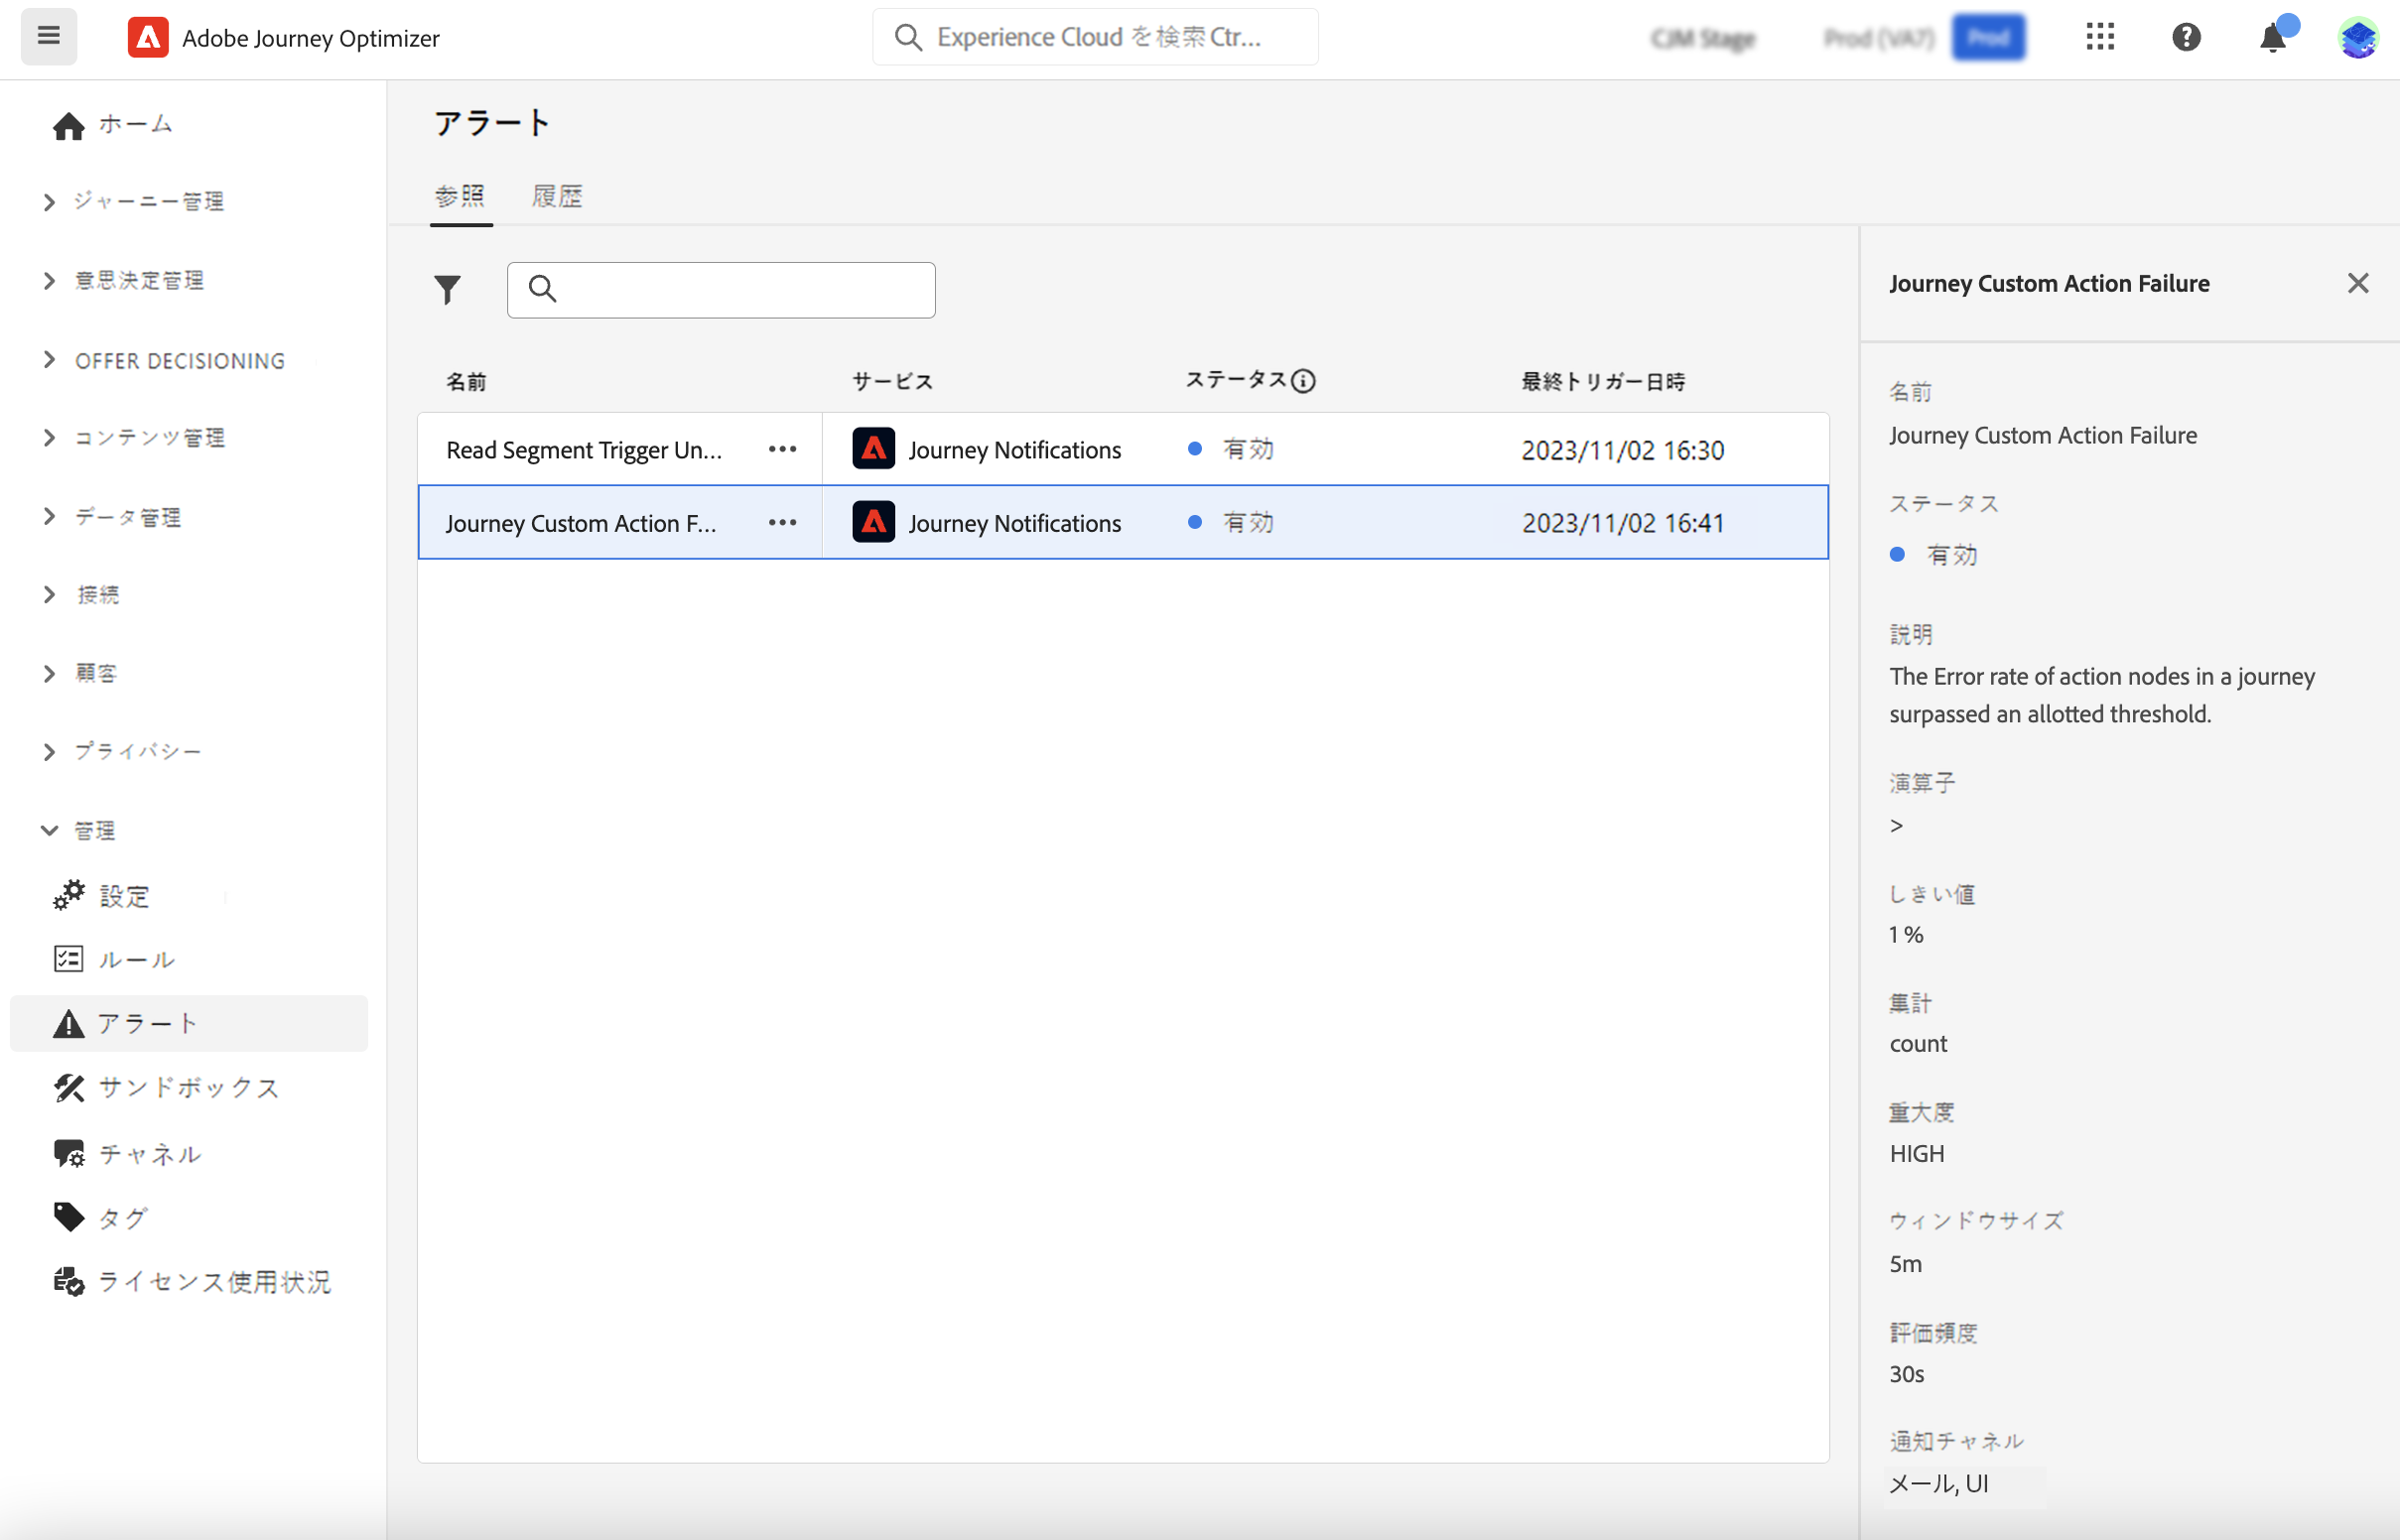 Adobe Journey Optimizer
Experience Cloud を検索 Ctr...
CJM Stage
Prod (VA7)
Prod
ホーム
ジャーニー管理
意思決定管理
OFFER DECISIONING
コンテンツ管理
データ管理
接続
顧客
プライバシー
管理
設定
ルール
アラート
サンドボックス
チャネル
タグ
ライセンス使用状況
アラート
参照 履歴
名前 サービス ステータス 最終トリガー日時
Read Segment Trigger Un... Journey Notifications 有効 2023/11/02 16:30
Journey Custom Action F... Journey Notifications 有効 2023/11/02 16:41
Journey Custom Action Failure
名前
Journey Custom Action Failure
ステータス
有効
説明
The Error rate of action nodes in a journey
surpassed an allotted threshold.
演算子
>
しきい値
1 %
集計
count
重大度
HIGH
ウィンドウサイズ
5m
評価頻度
30s
通知チャネル
メール, UI